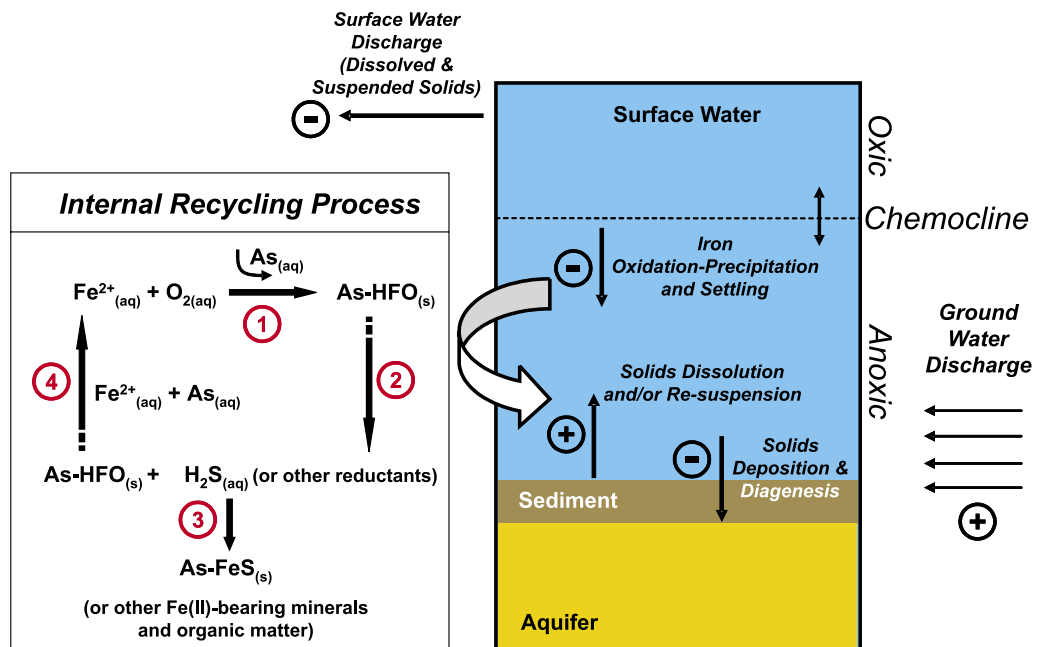 Surface Water
Discharge
(Dissolved &
Suspended Solids)
-
Surface Water
Oxic
Chemocline
Iron
Oxidation-Precipitation
and Settling
-
Anoxic
Ground
Water
Discharge
+
Solids Dissolution
and/or Re-suspension
+
-
Solids
Deposition &
Diagenesis
Sediment
Aquifer
Internal Recycling Process
As(aq)
Fe²⁺(aq) + O2(aq)
As-HFO(s)
1
2
4
Fe²⁺(aq) + As(aq)
As-HFO(s) + H₂S(aq) (or other reductants)
3
As-FeS(s)
(or other Fe(II)-bearing minerals
and organic matter)